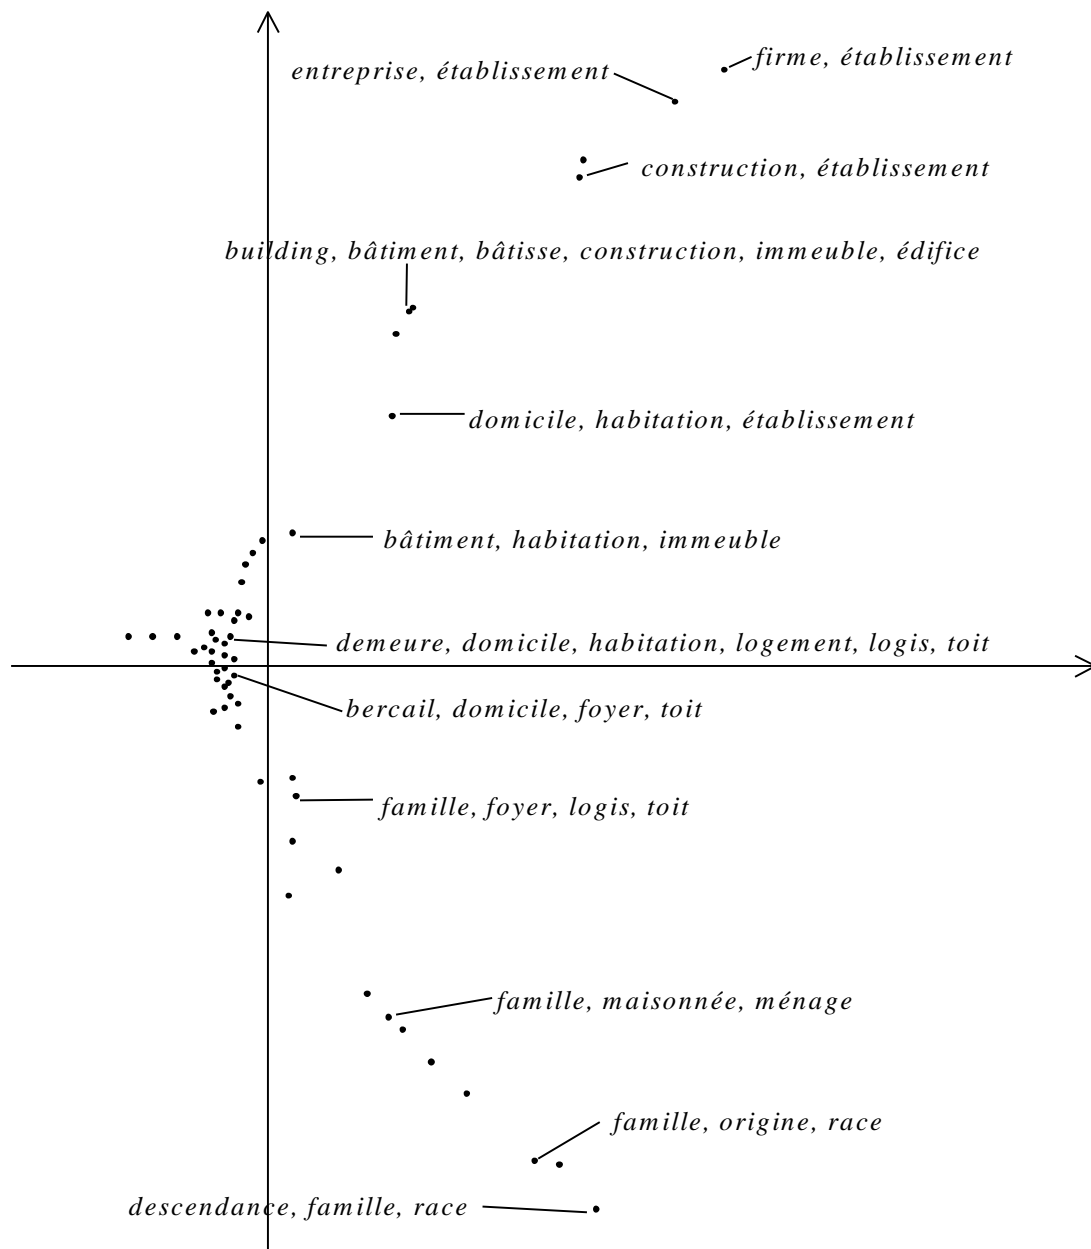 firme, établissement
entreprise, établissement
construction, établissement
building, bâtiment, bâtisse, construction, immeuble, édifice
domicile, habitation, établissement
bâtiment, habitation, immeuble
demeure, domicile, habitation, logement, logis, toit
bercail, domicile, foyer, toit
famille, foyer, logis, toit
famille, maisonnée, ménage
famille, origine, race
descendance, famille, race